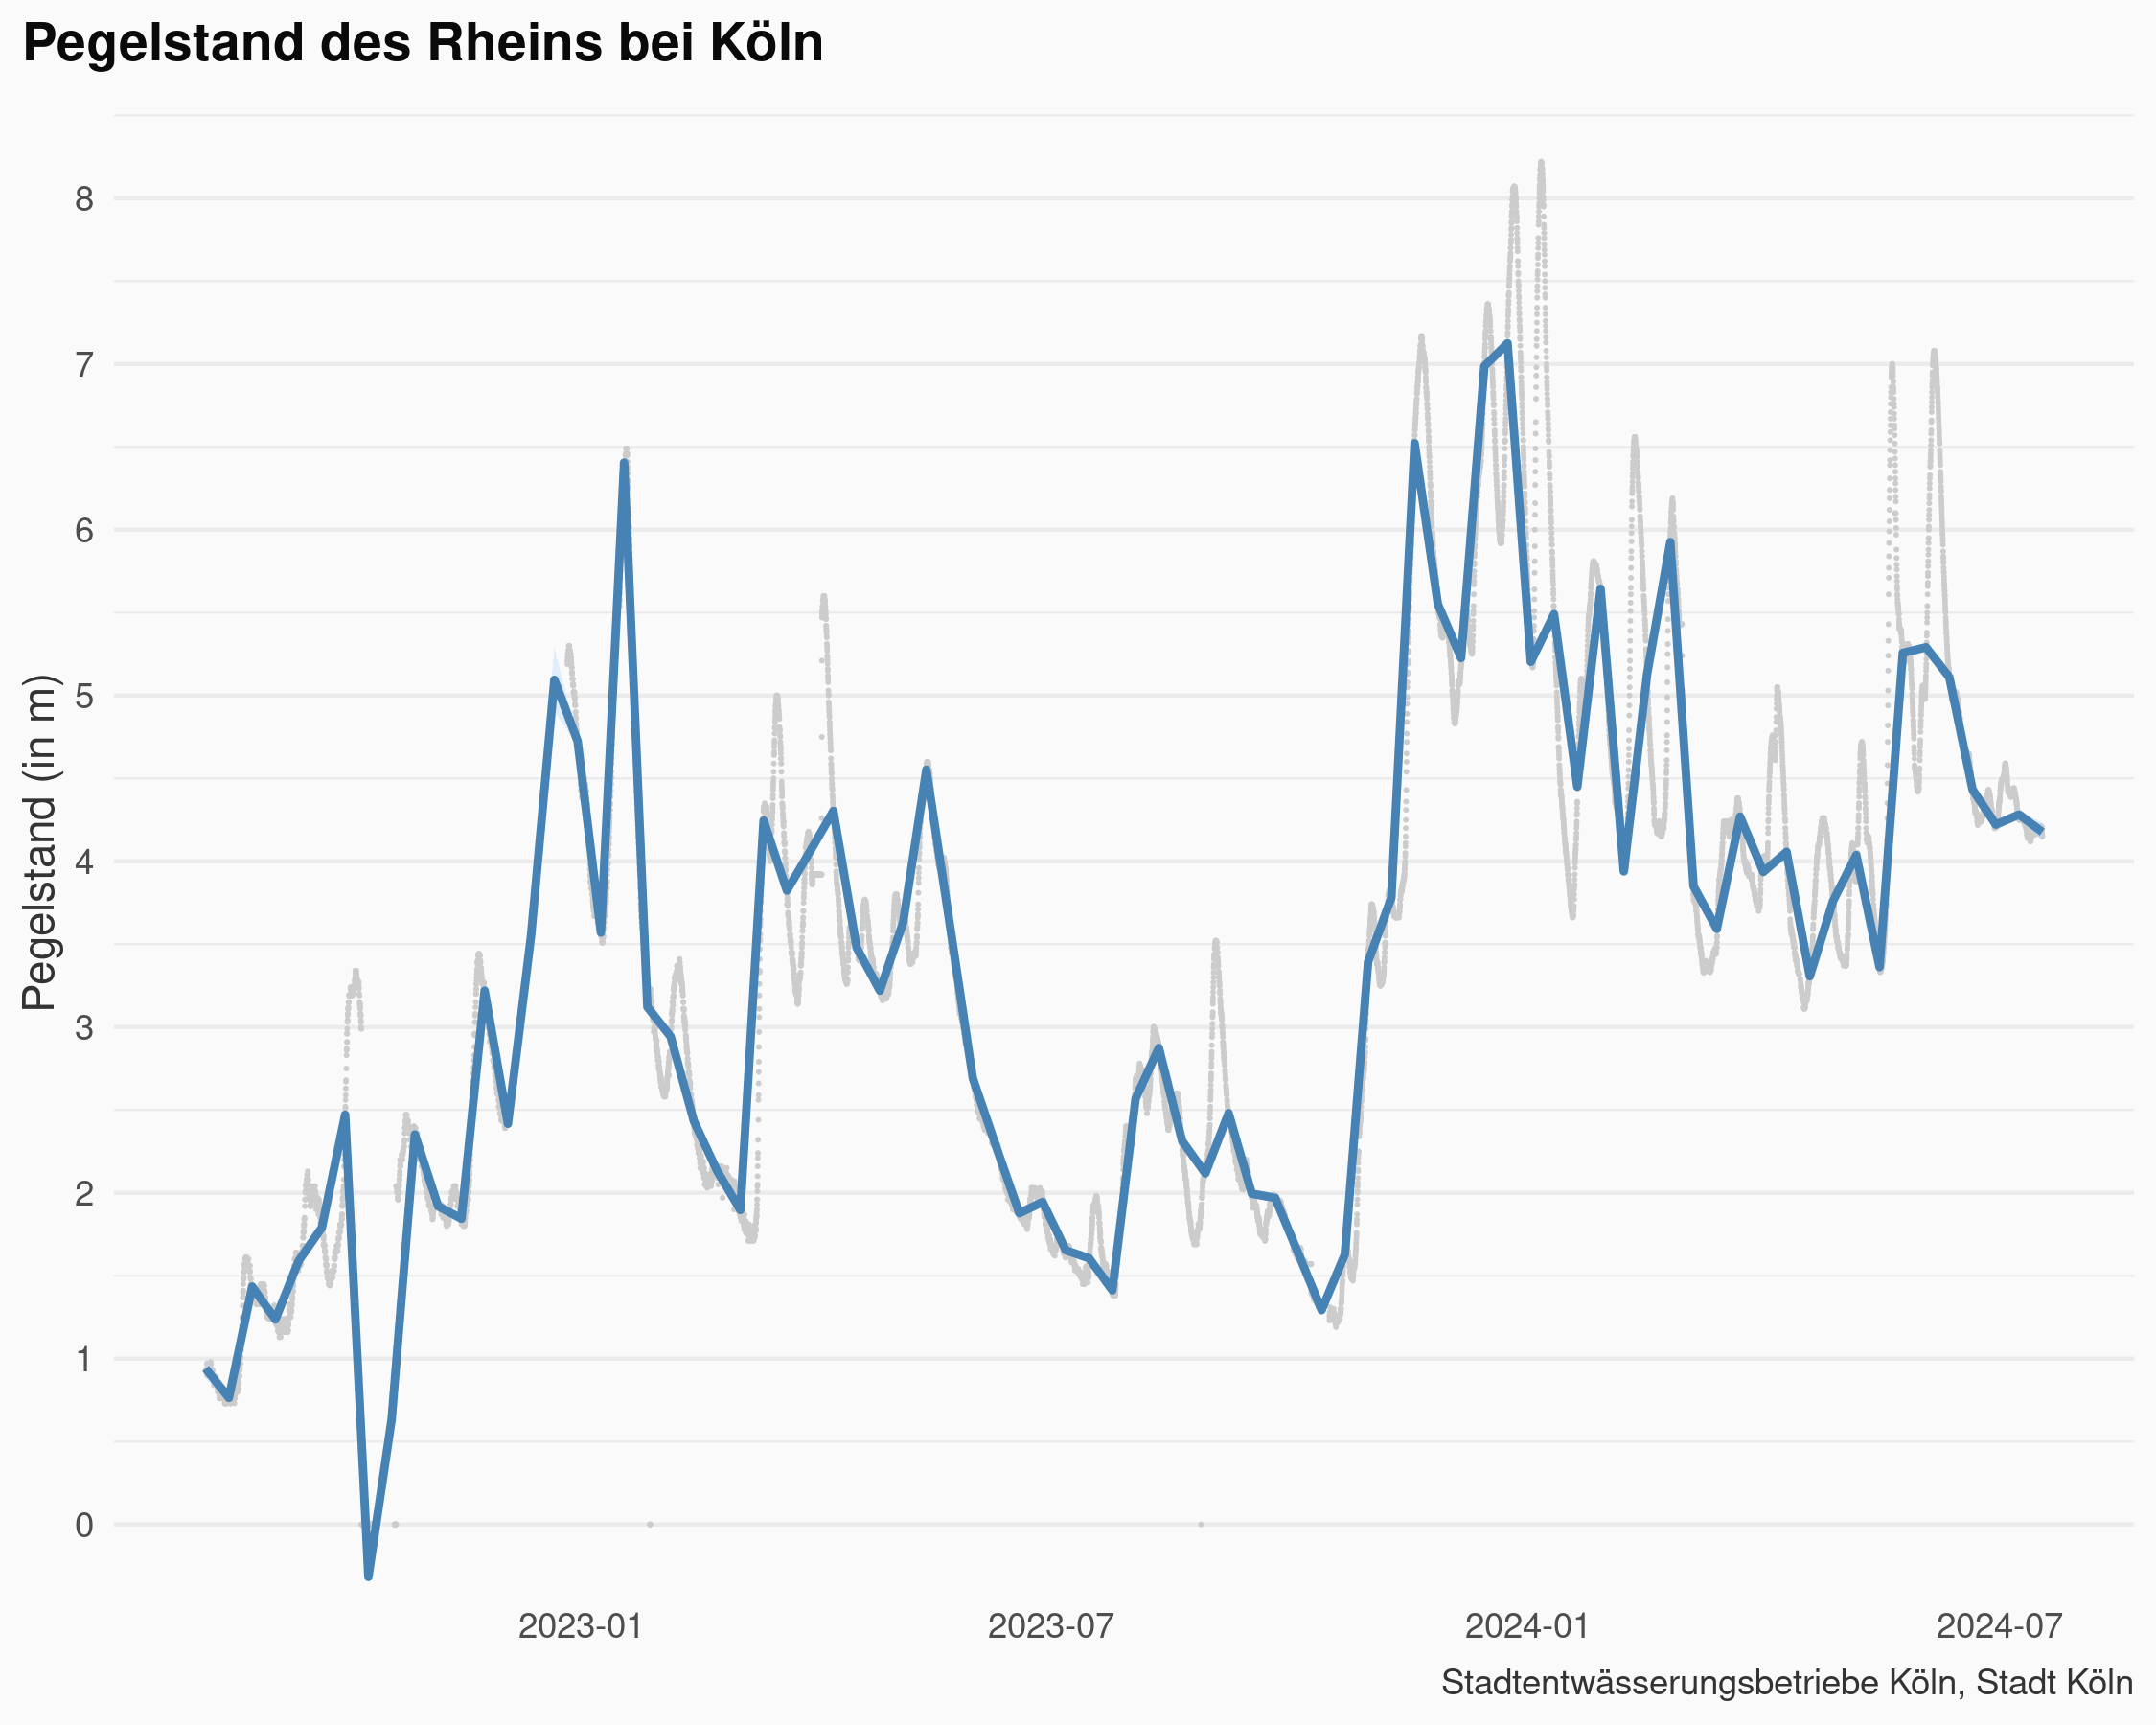 Pegelstand des Rheins bei Köln
Pegelstand (in m)
8
7
6
5
4
3
2
1
0
2023-01 2023-07 2024-01 2024-07
Stadtentwässerungsbetriebe Köln, Stadt Köln